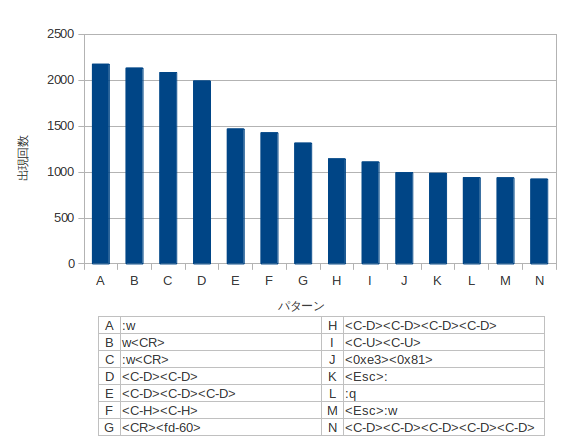 2500
2000
1500
1000
500
0
出現回数
A B C D E F G H I J K L M N
パターン
A :w H <C-D><C-D><C-D><C-D>
B w<CR> I <C-U><C-U>
C :w<CR> J <0xe3><0x81>
D <C-D><C-D> K <Esc>:
E <C-D><C-D><C-D> L :q
F <C-H><C-H> M <Esc>:w
G <CR><fd-60> N <C-D><C-D><C-D><C-D><C-D>